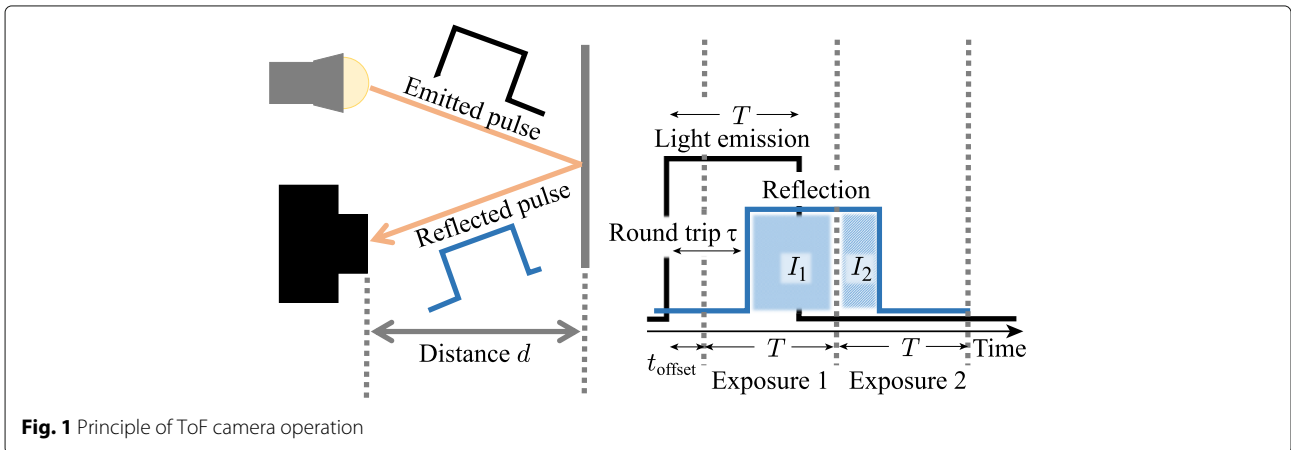 Emitted pulse
Reflected pulse
Distance d
T
Light emission
Reflection
Round trip τ
I₁
I₂
T
T
Time
t_offset
Exposure 1
Exposure 2
Fig. 1 Principle of ToF camera operation